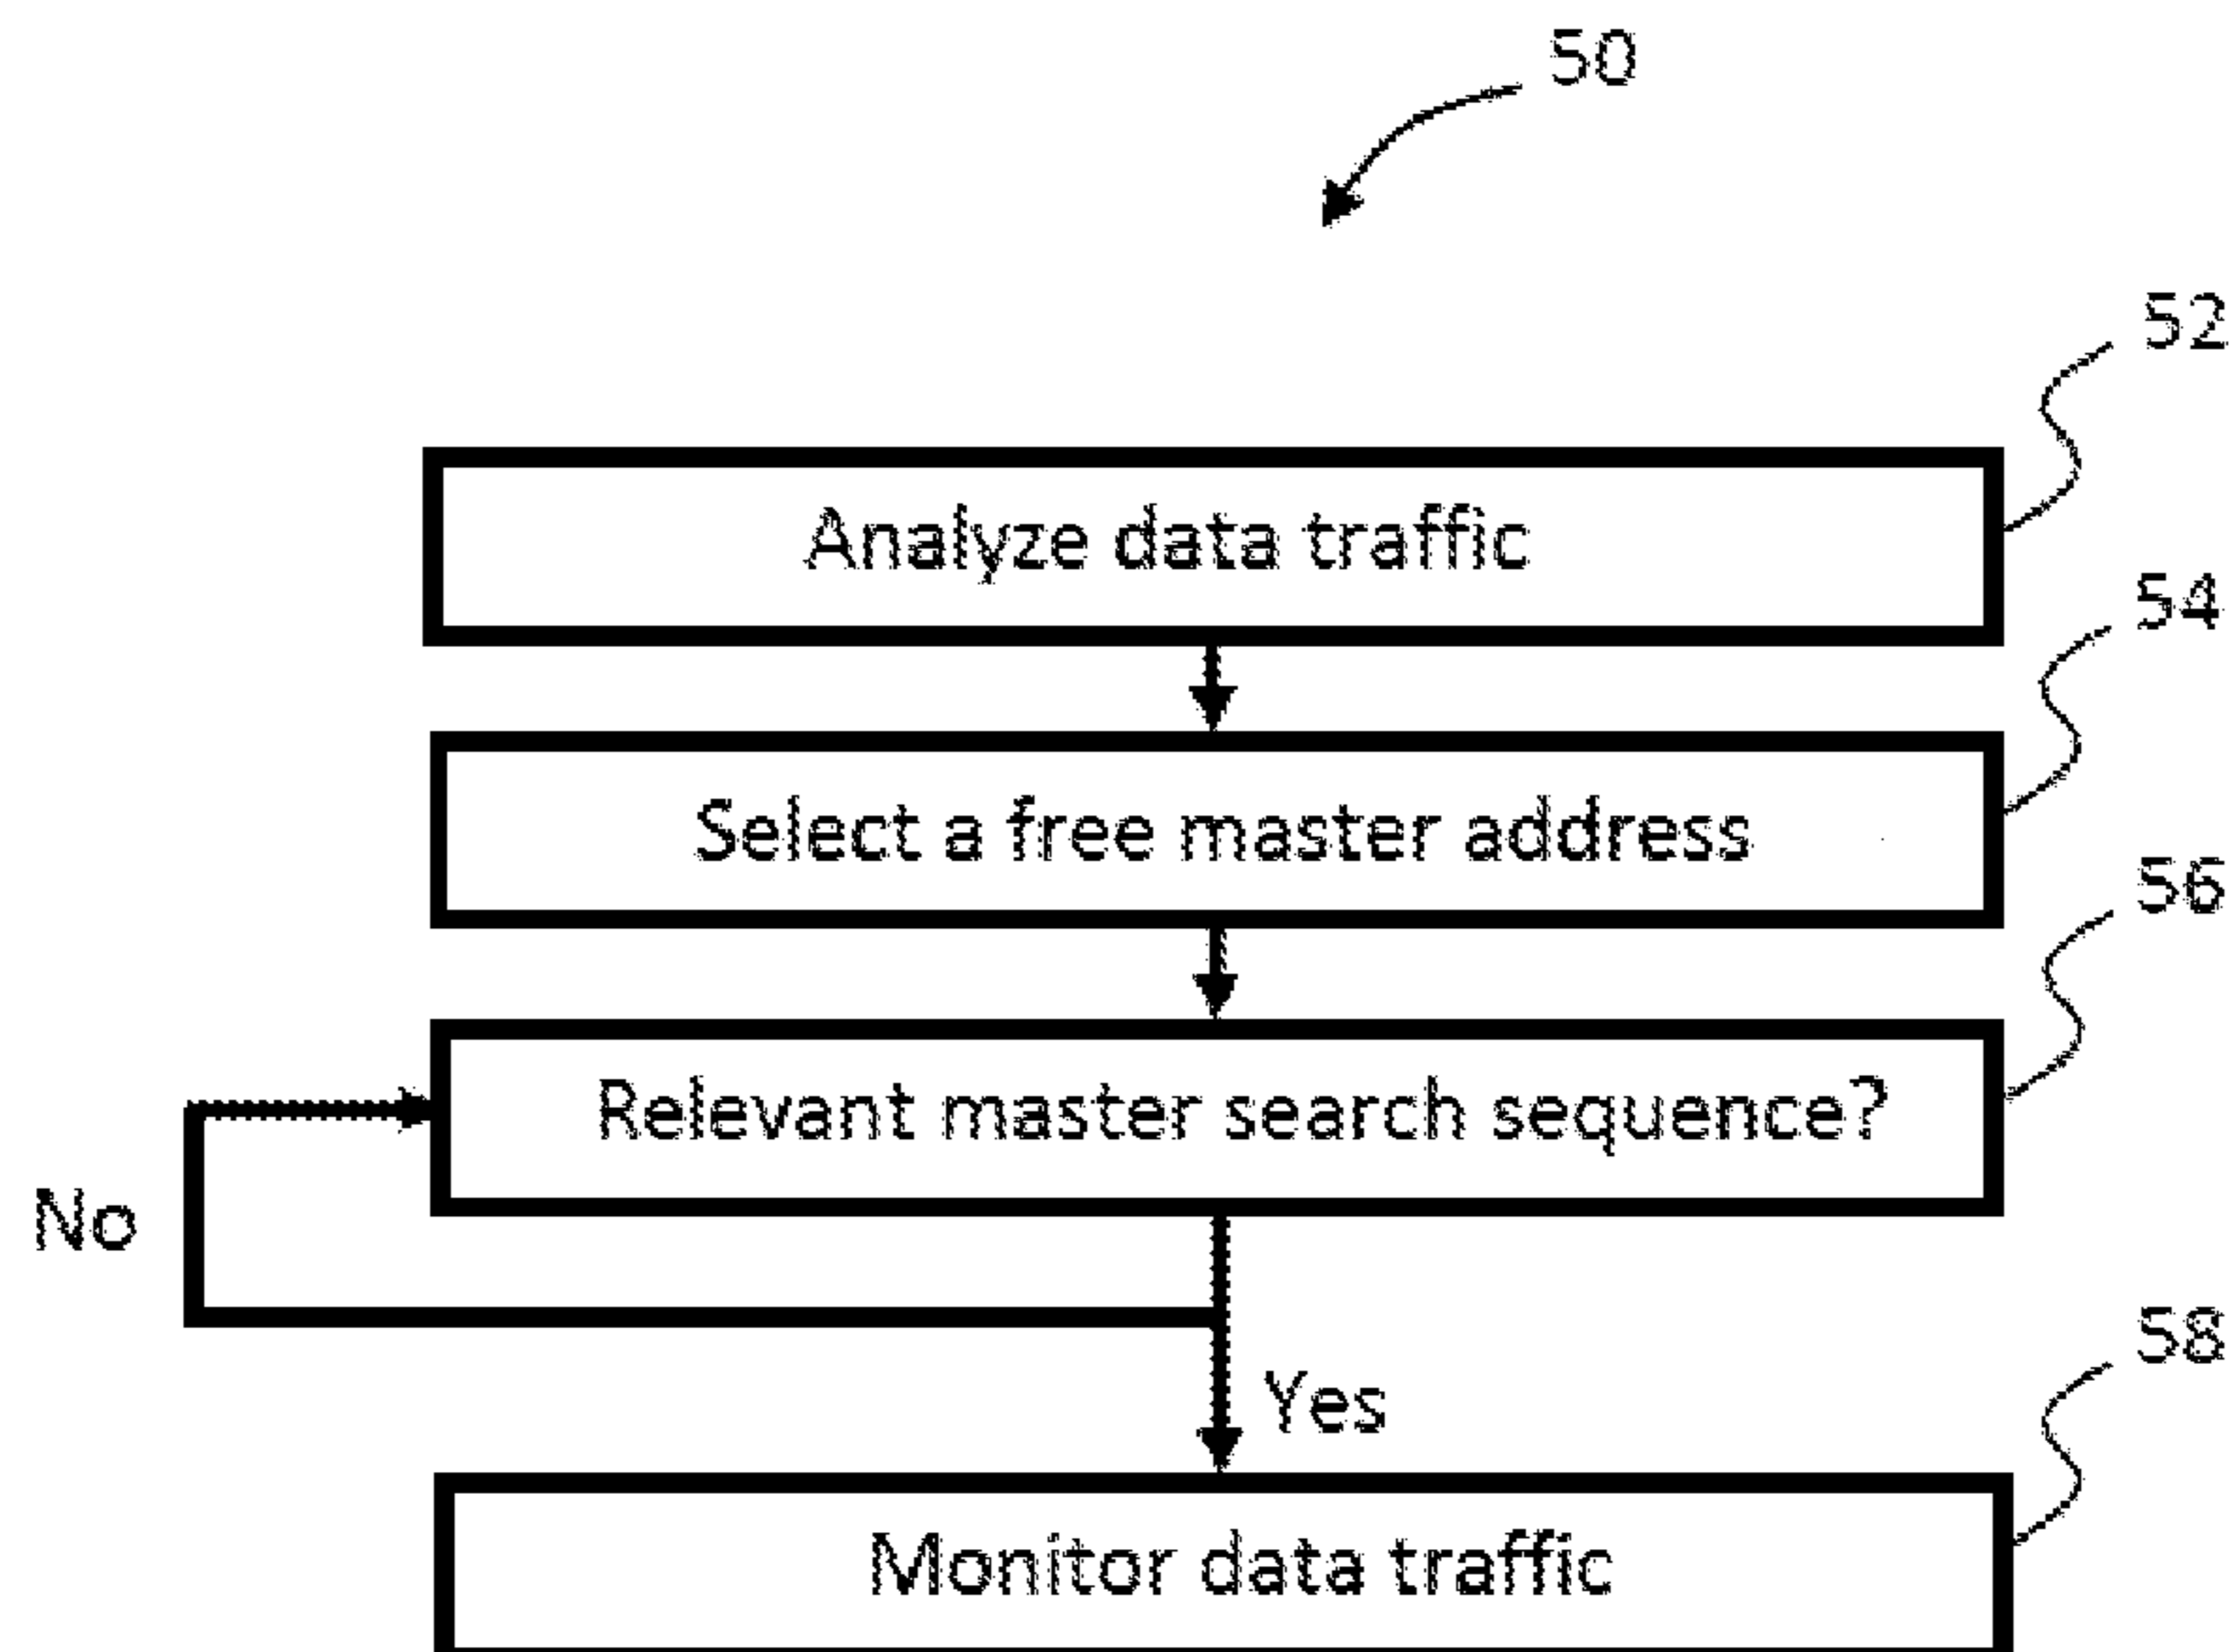 50
52
Analyze data traffic
54
Select a free master address
56
Relevant master search sequence?
No
58
Yes
Monitor data traffic